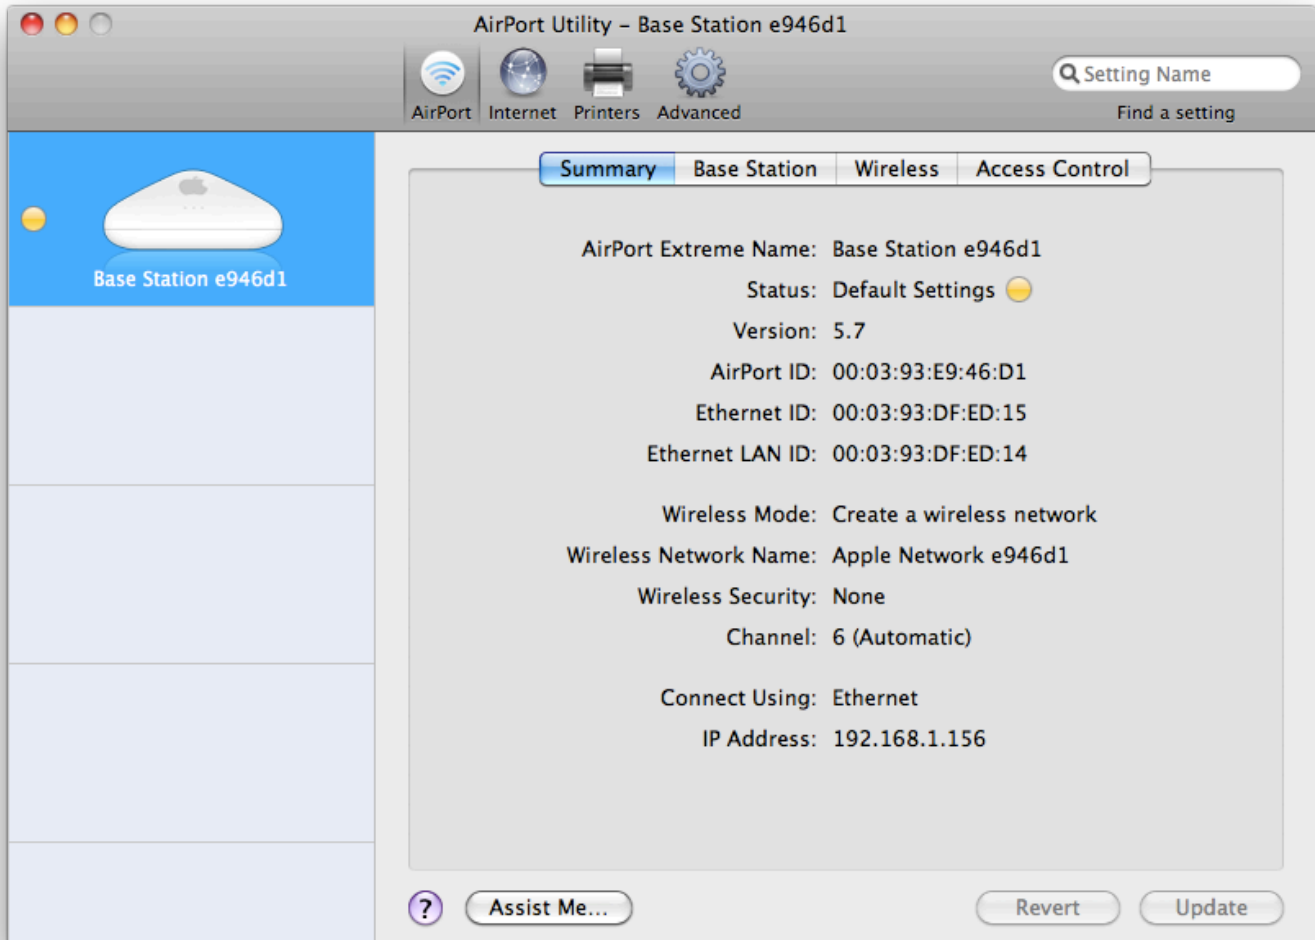 AirPort Utility – Base Station e946d1
AirPort Internet Printers Advanced
Setting Name
Find a setting
Base Station e946d1
Summary Base Station Wireless Access Control
AirPort Extreme Name: Base Station e946d1
Status: Default Settings
Version: 5.7
AirPort ID: 00:03:93:E9:46:D1
Ethernet ID: 00:03:93:DF:ED:15
Ethernet LAN ID: 00:03:93:DF:ED:14
Wireless Mode: Create a wireless network
Wireless Network Name: Apple Network e946d1
Wireless Security: None
Channel: 6 (Automatic)
Connect Using: Ethernet
IP Address: 192.168.1.156
? Assist Me... Revert Update